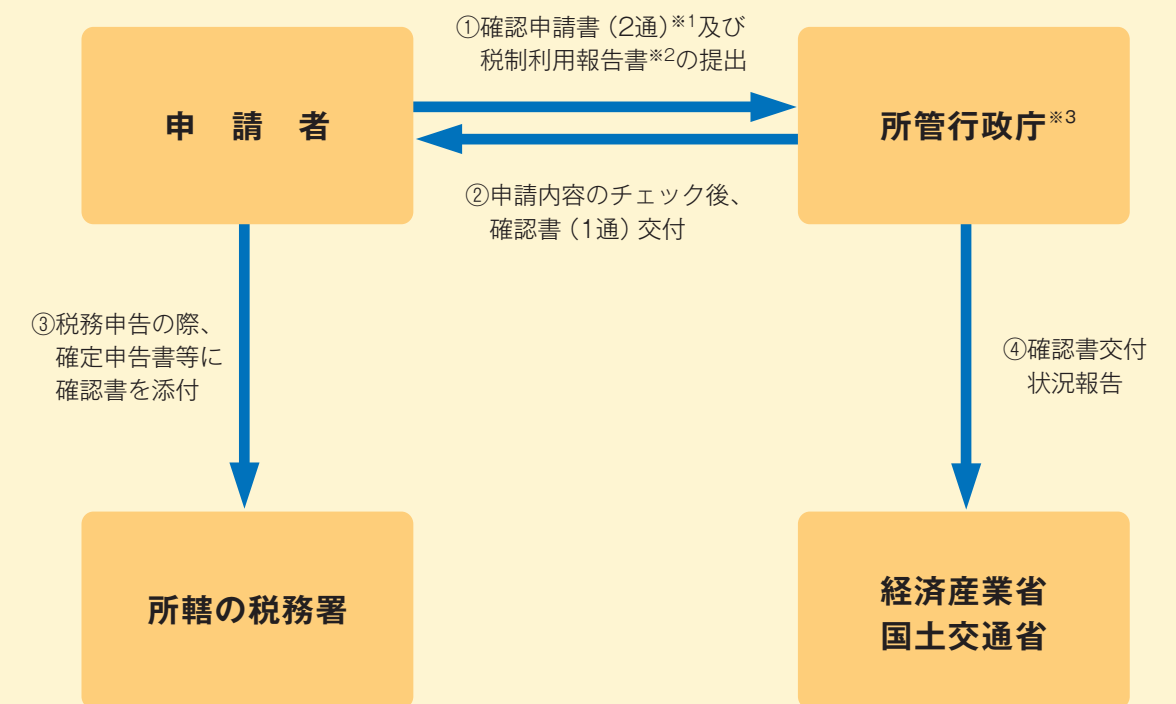 ①確認申請書（2通）※1及び
税制利用報告書※2の提出
申　請　者
所管行政庁※3
②申請内容のチェック後、
確認書（1通）交付
③税務申告の際、
確定申告書等に
確認書を添付
④確認書交付
状況報告
所轄の税務署
経済産業省
国土交通省